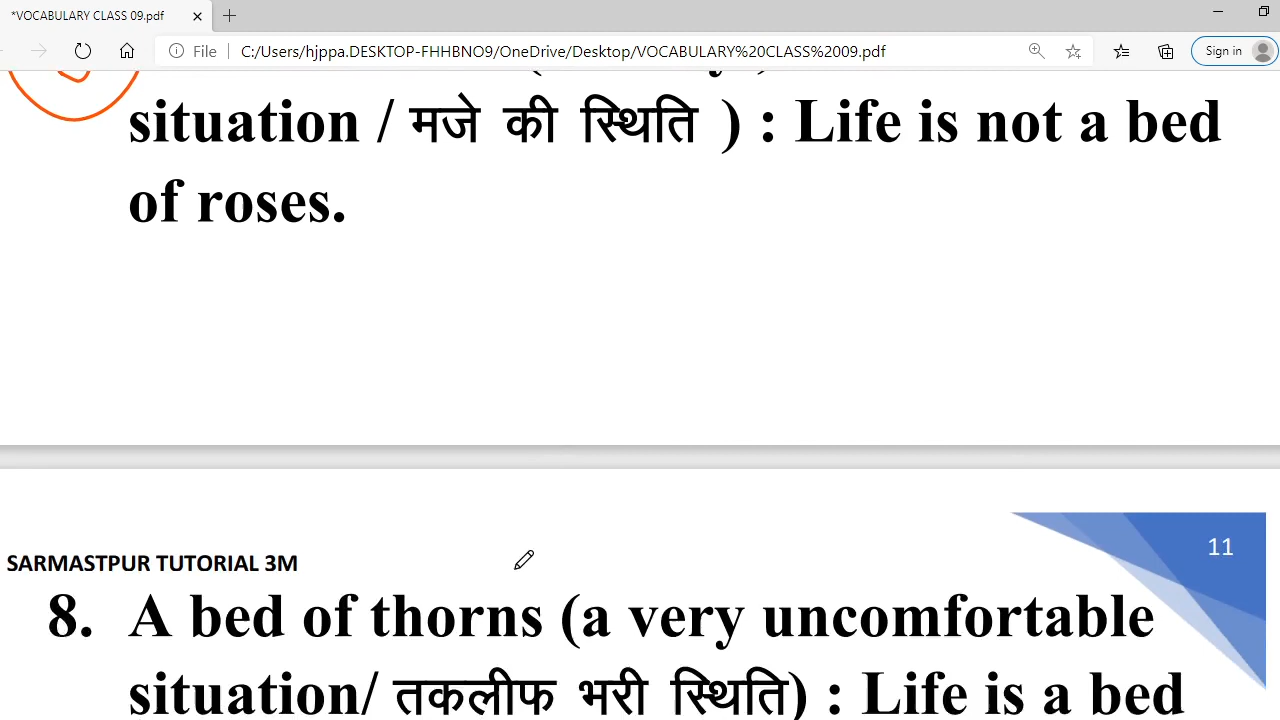 *VOCABULARY CLASS 09.pdf
File
C:/Users/hjppa.DESKTOP-FHHBNO9/OneDrive/Desktop/VOCABULARY%20CLASS%2009.pdf
Sign in
situation / मजे की स्थिति ) : Life is not a bed
of roses.
11
SARMASTPUR TUTORIAL 3M
8. A bed of thorns (a very uncomfortable
situation/ तकलीफ भरी स्थिति) : Life is a bed